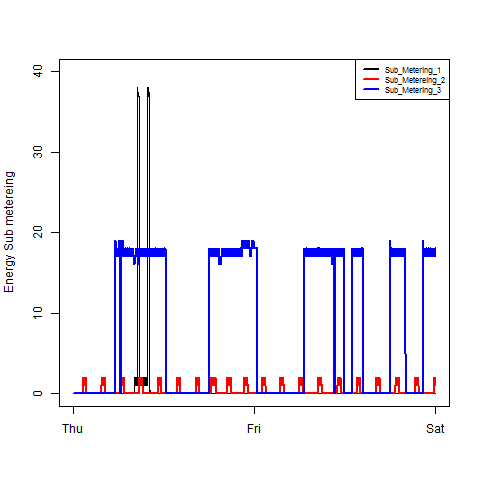 Sub_Metering_1
Sub_Metereing_2
Sub_Metering_3
Energy Sub metereing
40
30
20
10
0
Thu Fri Sat